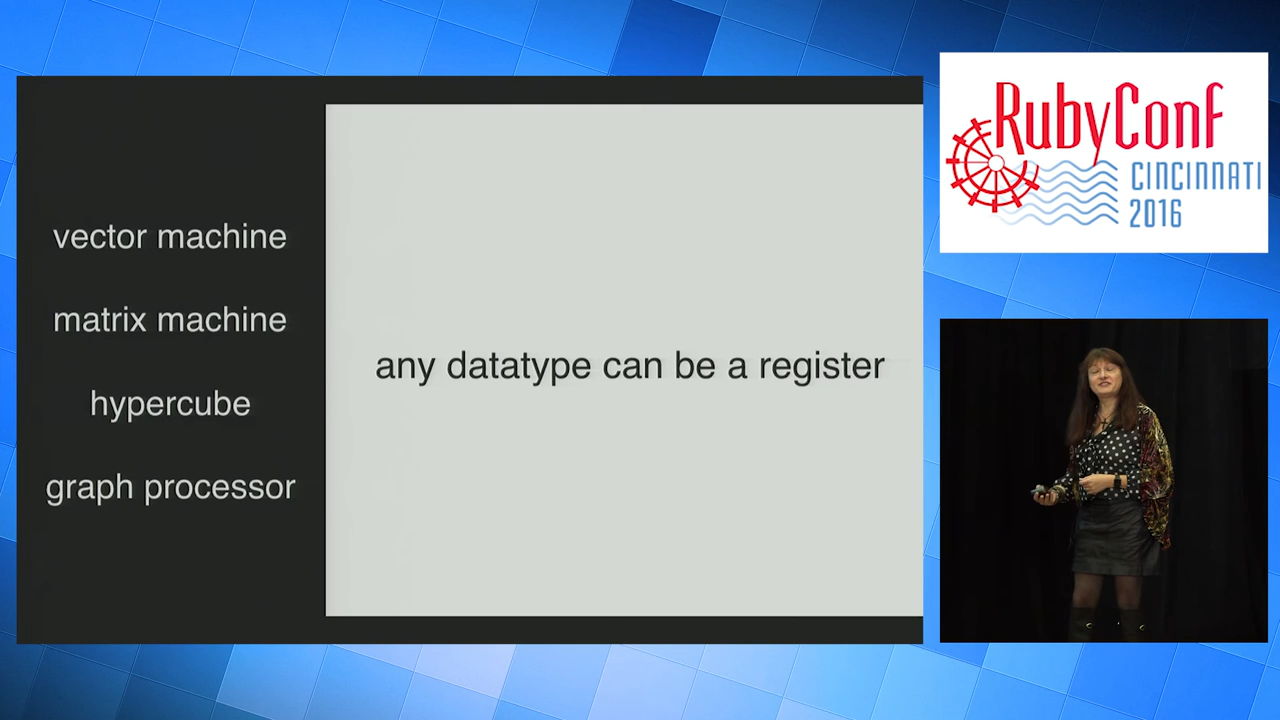 vector machine
matrix machine
hypercube
graph processor
any datatype can be a register
RubyConf
CINCINNATI
2016